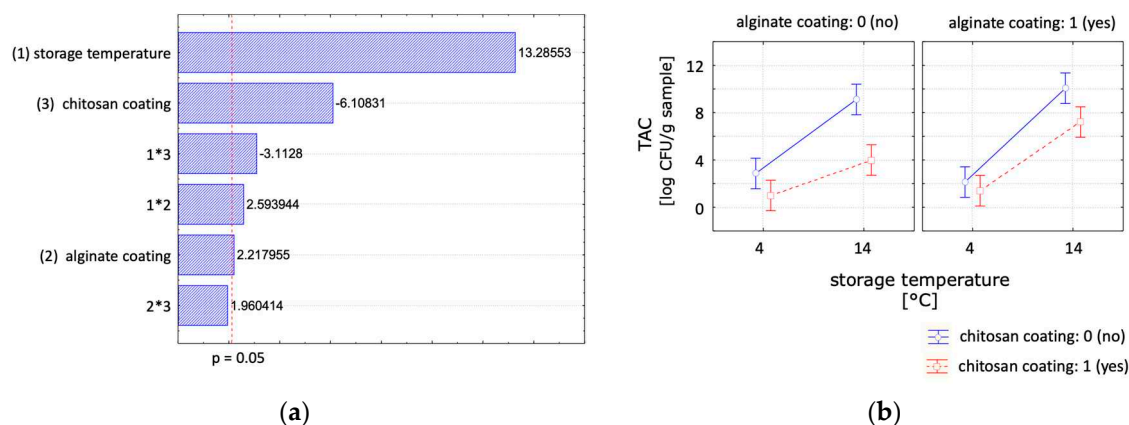 (1) storage temperature
13.28553
(3) chitosan coating
-6.10831
1*3
-3.1128
1*2
2.593944
(2) alginate coating
2.217955
2*3
1.960414
p = 0.05
(a)
alginate coating: 0 (no)
alginate coating: 1 (yes)
TAC
[log CFU/g sample]
12
8
4
0
4
14
4
14
storage temperature
[°C]
chitosan coating: 0 (no)
chitosan coating: 1 (yes)
(b)